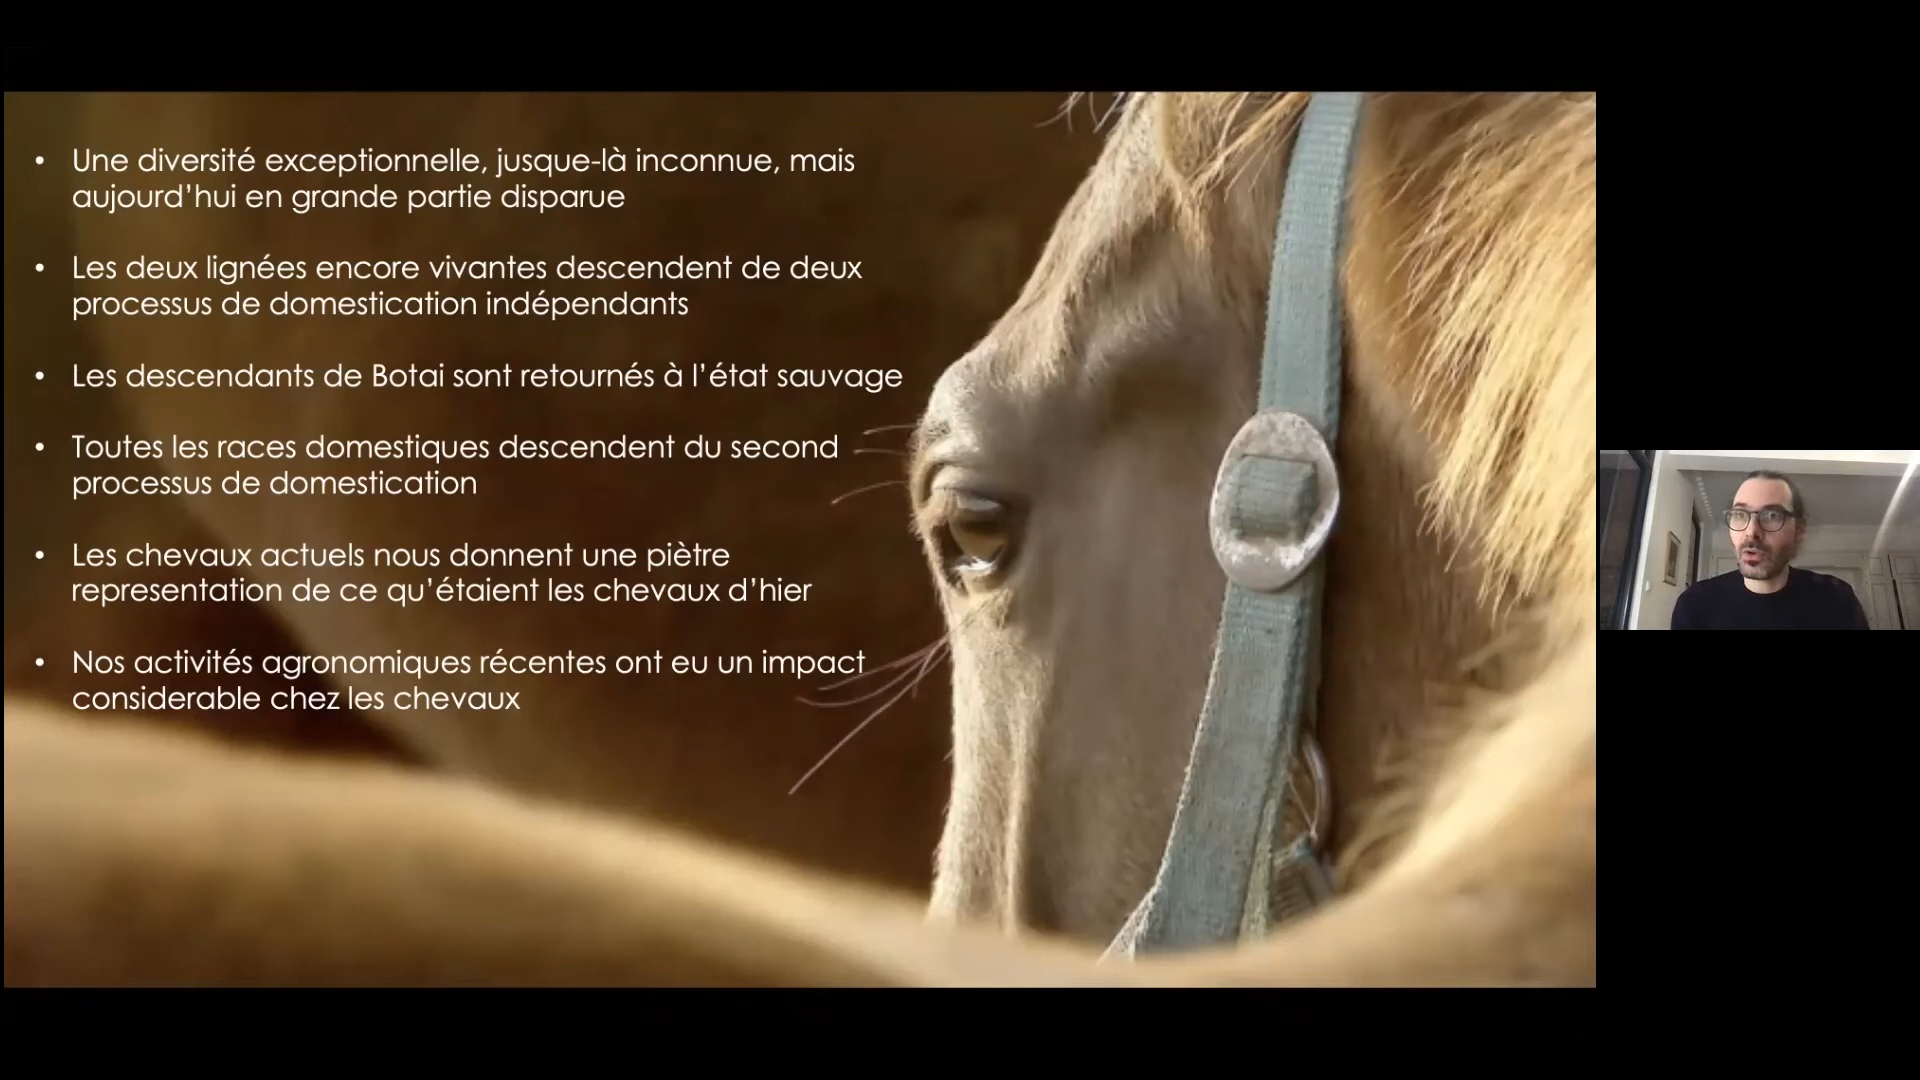 • Une diversité exceptionnelle, jusque-là inconnue, mais
aujourd’hui en grande partie disparue
• Les deux lignées encore vivantes descendent de deux
processus de domestication indépendants
• Les descendants de Botai sont retournés à l’état sauvage
• Toutes les races domestiques descendent du second
processus de domestication
• Les chevaux actuels nous donnent une piètre
representation de ce qu’étaient les chevaux d’hier
• Nos activités agronomiques récentes ont eu un impact
considerable chez les chevaux